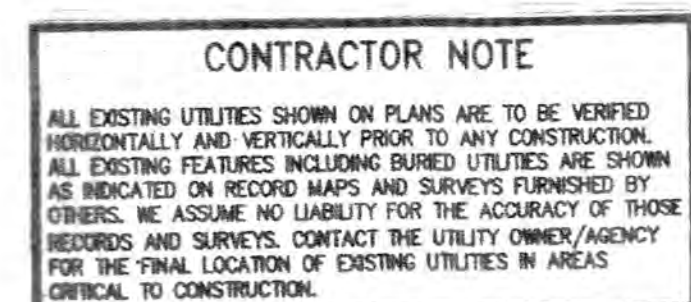 CONTRACTOR NOTE
ALL EXISTING UTILITIES SHOWN ON PLANS ARE TO BE VERIFIED
HORIZONTALLY AND VERTICALLY PRIOR TO ANY CONSTRUCTION.
ALL EXISTING FEATURES INCLUDING BURIED UTILITIES ARE SHOWN
AS INDICATED ON RECORD MAPS AND SURVEYS FURNISHED BY
OTHERS. WE ASSUME NO LIABILITY FOR THE ACCURACY OF THOSE
RECORDS AND SURVEYS. CONTACT THE UTILITY OWNER/AGENCY
FOR THE FINAL LOCATION OF EXISTING UTILITIES IN AREAS
CRITICAL TO CONSTRUCTION.